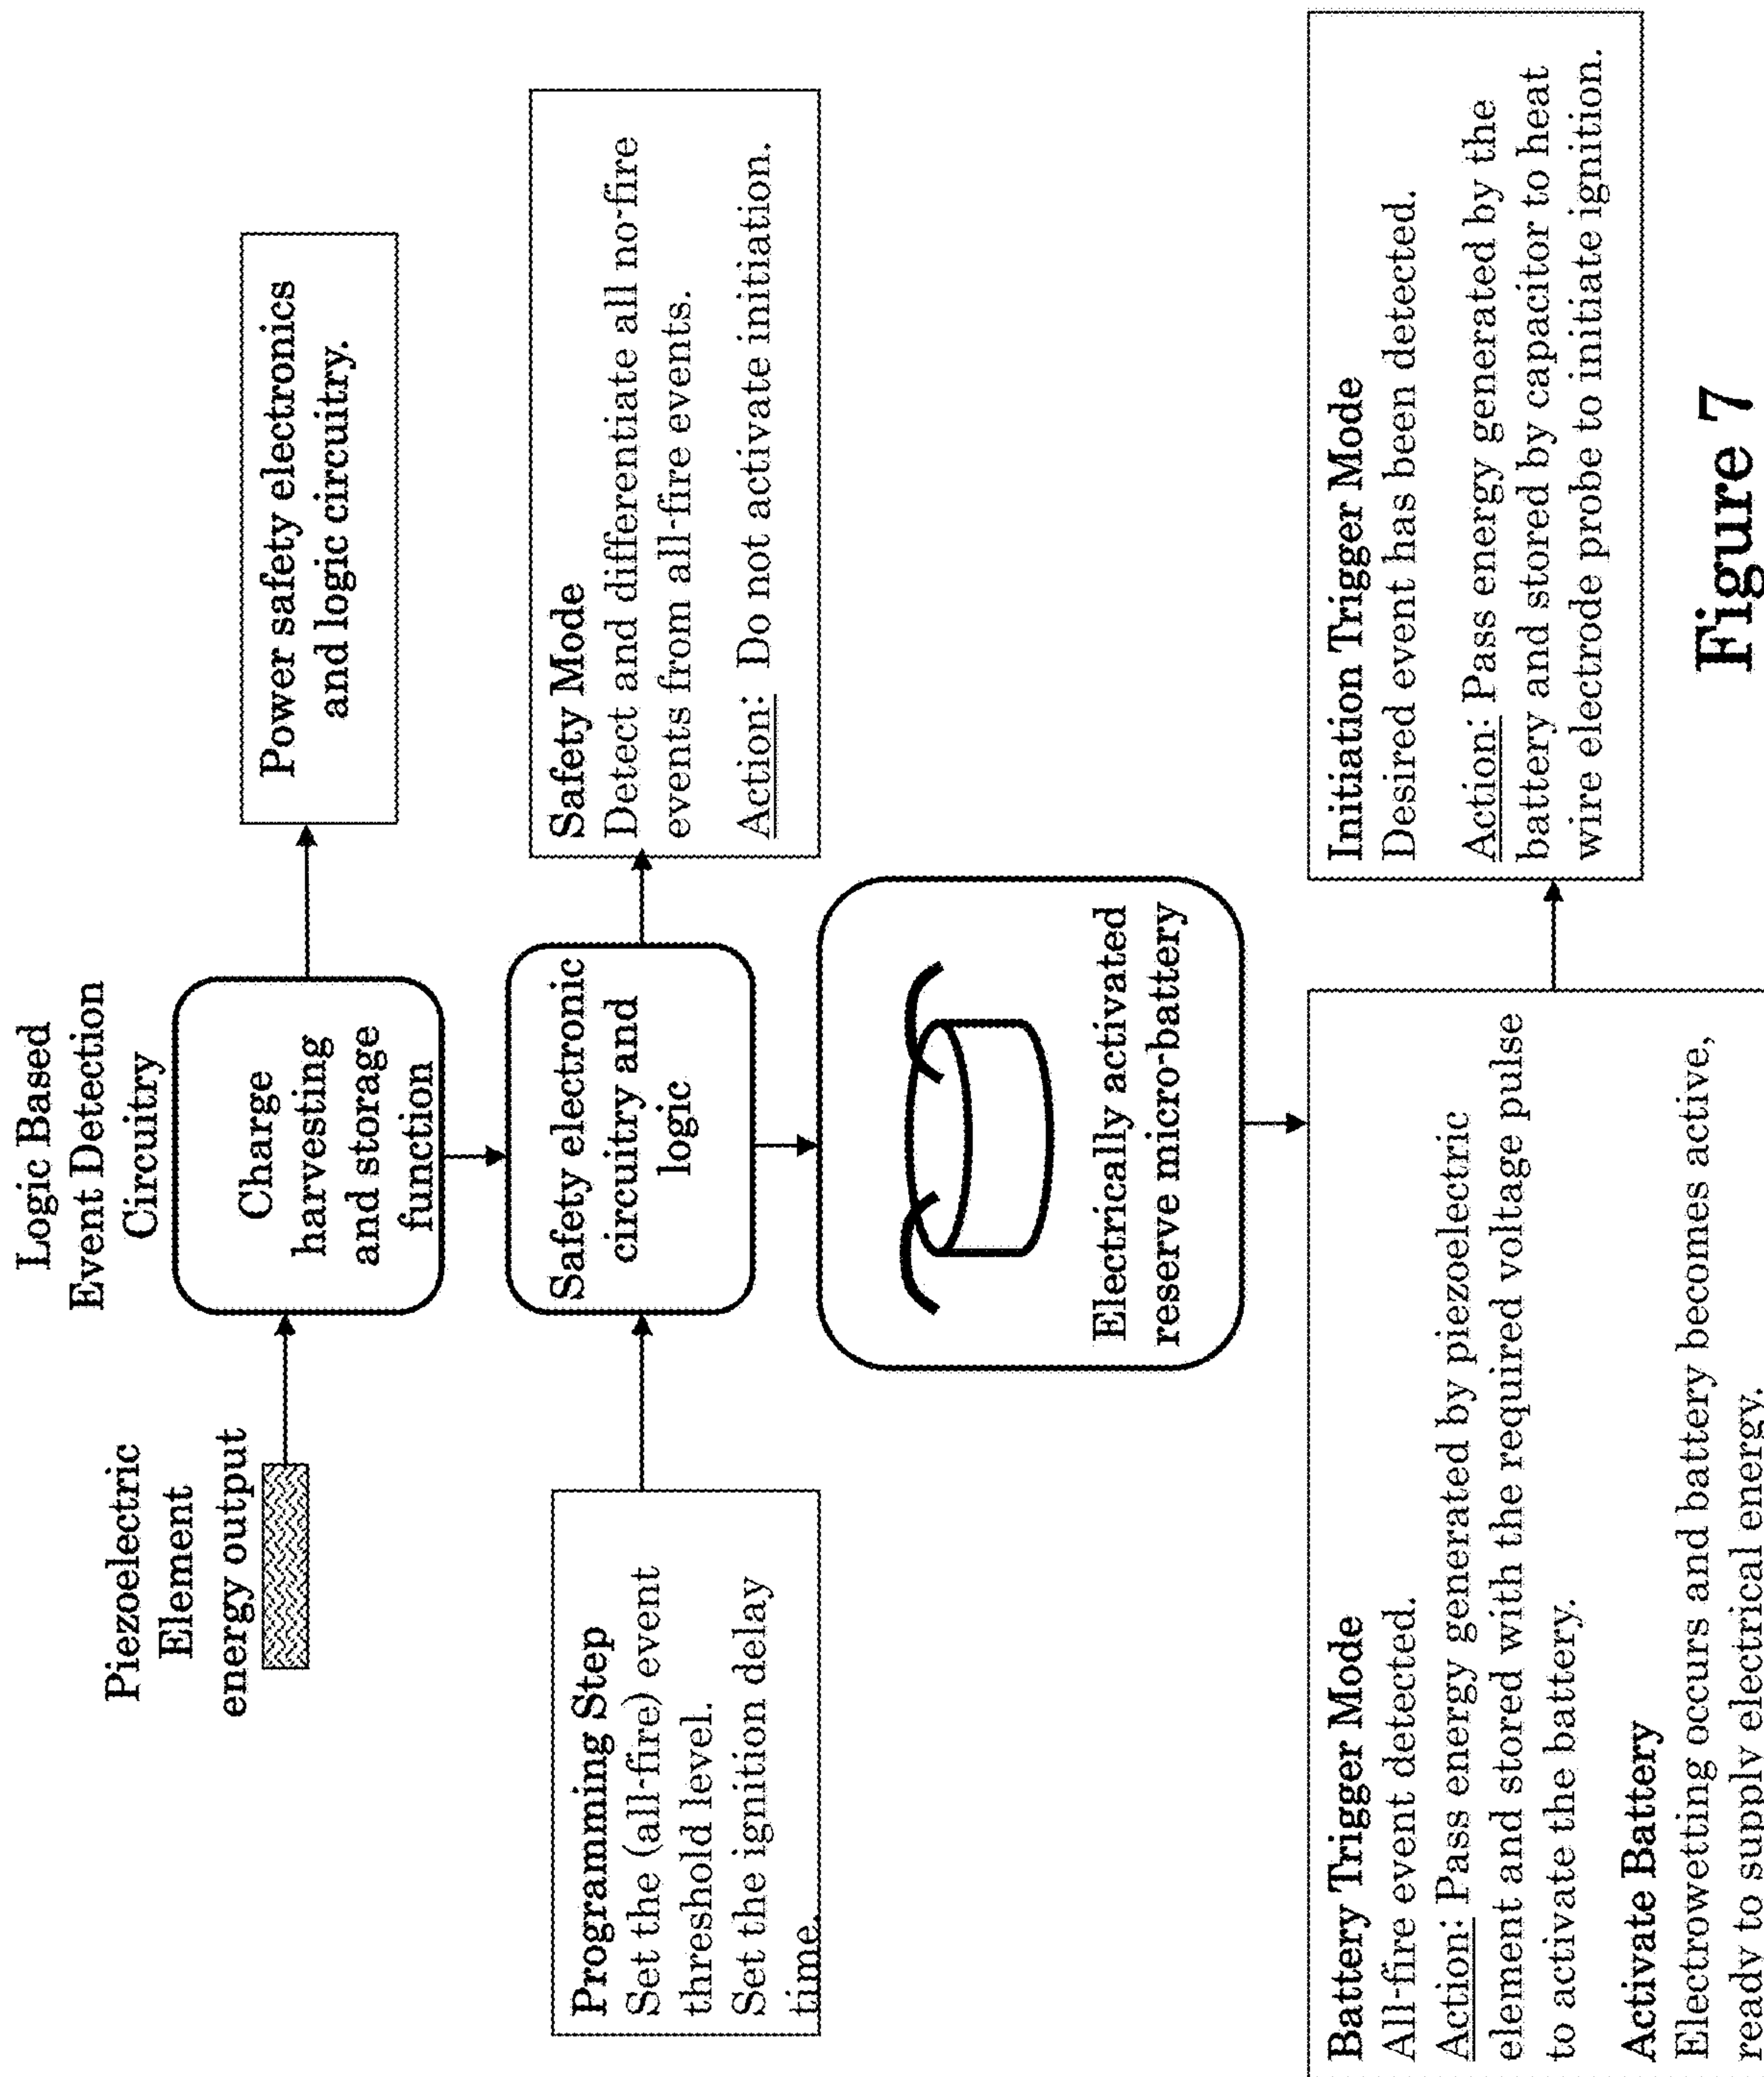 Logic Based
Event Detection
Circuitry
Piezoelectric
Element
energy output
Charge
harvesting
and storage
function
Power safety electronics
and logic circuitry.
Programming Step
Set the (all-fire) event
threshold level.
Set the ignition delay
time.
Safety electronic
circuitry and
logic
Safety Mode
Detect and differentiate all no-fire
events from all-fire events.
Action: Do not activate initiation.
Electrically activated
reserve micro-battery
Battery Trigger Mode
All-fire event detected.
Action: Pass energy generated by piezoelectric
element and stored with the required voltage pulse
to activate the battery.
Activate Battery
Electrowetting occurs and battery becomes active,
ready to supply electrical energy.
Initiation Trigger Mode
Desired event has been detected.
Action: Pass energy generated by the
battery and stored by capacitor to heat
wire electrode probe to initiate ignition.
Figure 7